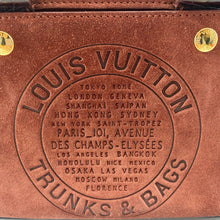 LOUIS VUITTON
TOKYO ROME
LONDON GENEVA
SHANGHAI SAIPAN
HONG KONG SYDNEY
NEW YORK SAINT-TROPEZ
PARIS_101, AVENUE
DES CHAMPS-ELYSÉES
LOS ANGELES BANGKOK
HONOLULU NICE MEXICO
OSAKA LAS VEGAS
MOSCOW MILANO
FLORENCE
TRUNKS & BAGS